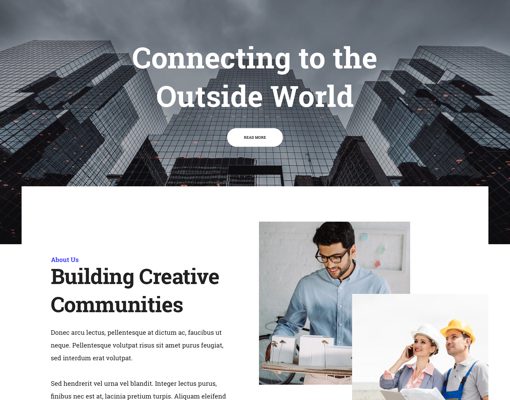 Connecting to the
Outside World
READ MORE
About Us
Building Creative
Communities
Donec arcu lectus, pellentesque at dictum ac, faucibus ut
neque. Pellentesque volutpat risus sit amet purus feugiat,
sed interdum erat volutpat.
Sed hendrerit vel urna vel blandit. Integer lectus purus,
finibus nec est at, lacinia pretium turpis. Aliquam eleifend